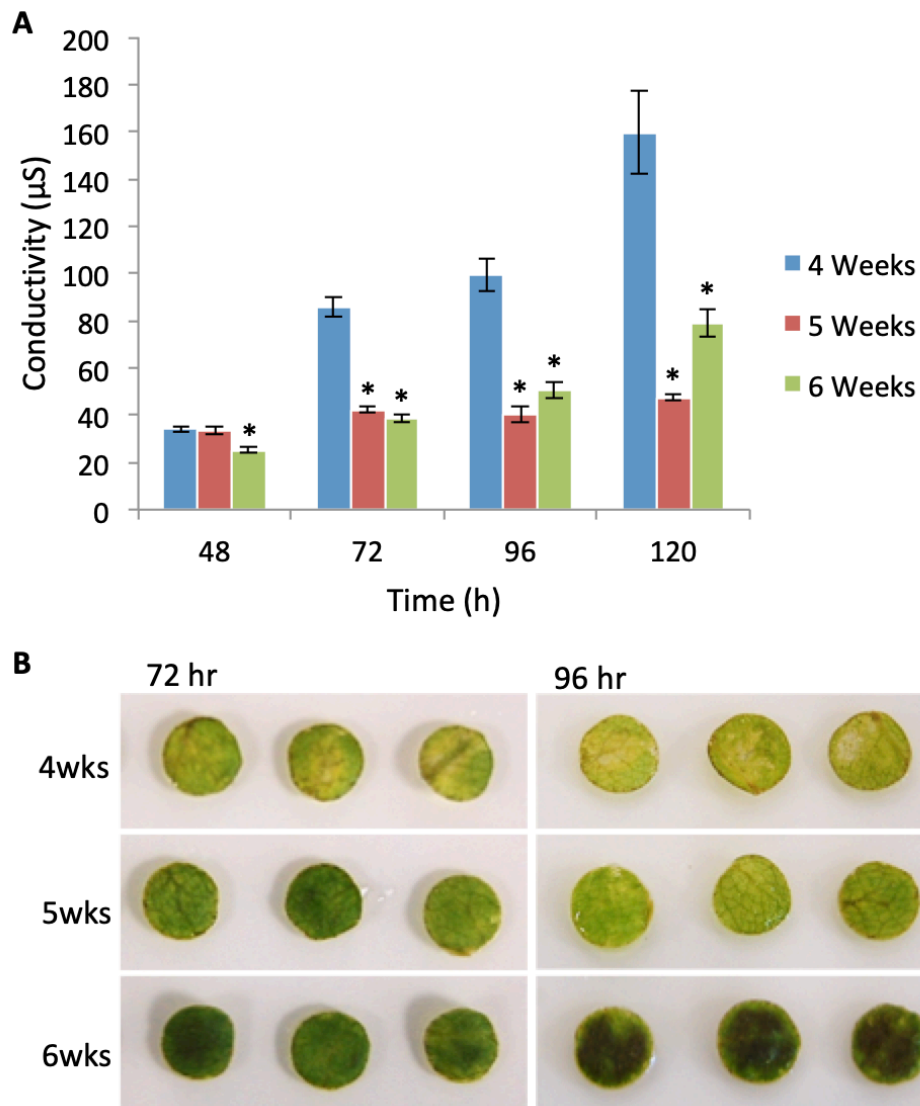 A
200
180
160
140
120
100
80
60
40
20
0
Conductivity (µS)
* * * * * * *
48 72 96 120
Time (h)
4 Weeks
5 Weeks
6 Weeks
B
72 hr 96 hr
4wks
5wks
6wks